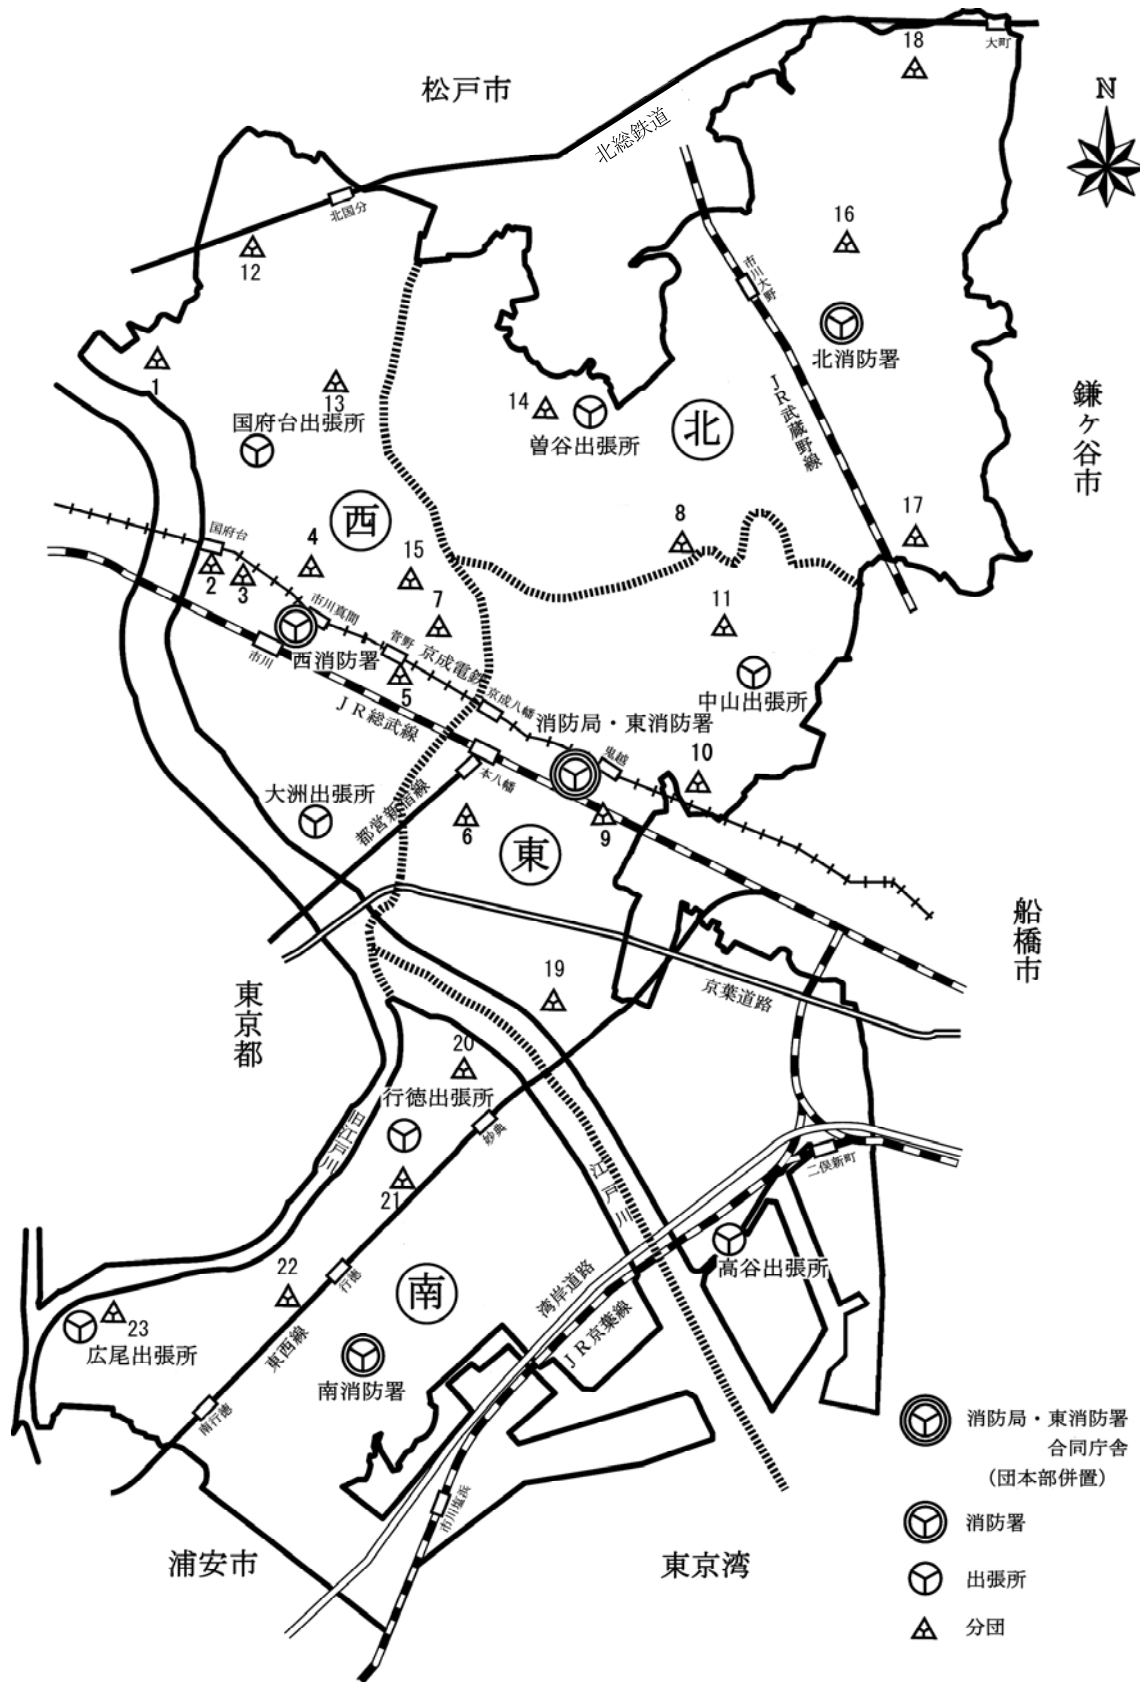 18
大町
松戸市
N
北総鉄道
北国分
12
16
市川大野
北消防署
1
13
国府台出張所
14
曽谷出張所
北
JR武蔵野線
鎌ヶ谷市
西
国府台
4
2
3
15
8
17
市川真間
7
11
菅野
京成電鉄
市川
西消防署
5
京成八幡
中山出張所
JR総武線
消防局・東消防署
鬼越
10
本八幡
大洲出張所
都営新宿線
6
9
東
船橋市
19
京葉道路
東京都
20
行徳出張所
妙典
旧江戸川
21
江戸川
二俣新町
高谷出張所
22
行徳
南
湾岸道路
JR京葉線
23
広尾出張所
東西線
南消防署
南行徳
市川塩浜
浦安市
東京湾
消防局・東消防署
合同庁舎
(団本部併置)
消防署
出張所
分団